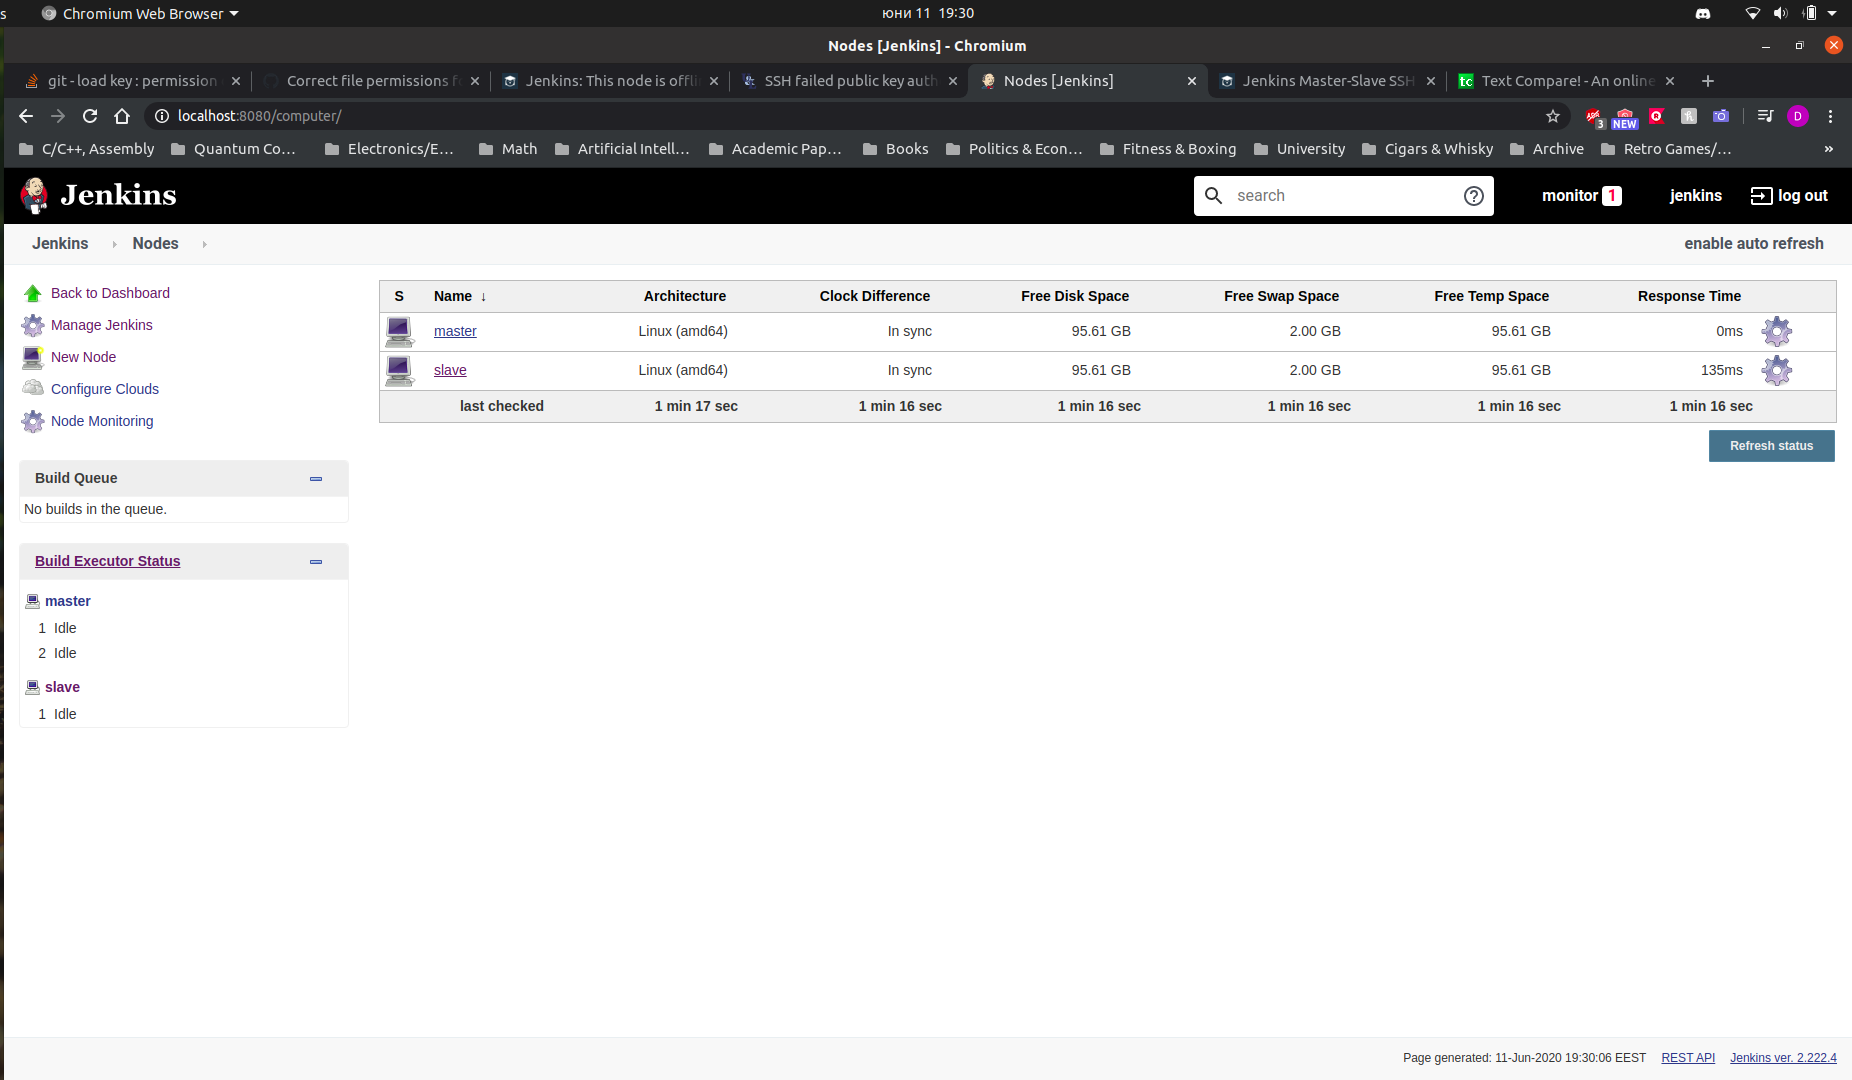 s Chromium Web Browser юни 11 19:30
Nodes [Jenkins] - Chromium
git - load key : permission Correct file permissions f Jenkins: This node is offli SSH failed public key auth Nodes [Jenkins] Jenkins Master-Slave SSH Text Compare! - An online
localhost:8080/computer/ 3 NEW D
C/C++, Assembly Quantum Co... Electronics/E... Math Artificial Intell... Academic Pap... Books Politics & Econ... Fitness & Boxing University Cigars & Whisky Archive Retro Games/... »
Jenkins search monitor 1 jenkins log out
Jenkins Nodes enable auto refresh
Back to Dashboard
Manage Jenkins
New Node
Configure Clouds
Node Monitoring
S Name ↓ Architecture Clock Difference Free Disk Space Free Swap Space Free Temp Space Response Time
master Linux (amd64) In sync 95.61 GB 2.00 GB 95.61 GB 0ms
slave Linux (amd64) In sync 95.61 GB 2.00 GB 95.61 GB 135ms
last checked 1 min 17 sec 1 min 16 sec 1 min 16 sec 1 min 16 sec 1 min 16 sec 1 min 16 sec
Refresh status
Build Queue
No builds in the queue.
Build Executor Status
master
1 Idle
2 Idle
slave
1 Idle
Page generated: 11-Jun-2020 19:30:06 EEST REST API Jenkins ver. 2.222.4